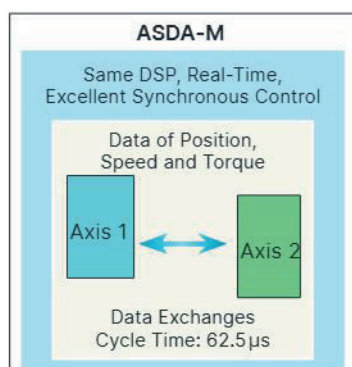 ASDA-M
Same DSP, Real-Time,
Excellent Synchronous Control
Data of Position,
Speed and Torque
Axis 1
Axis 2
Data Exchanges
Cycle Time: 62.5µs